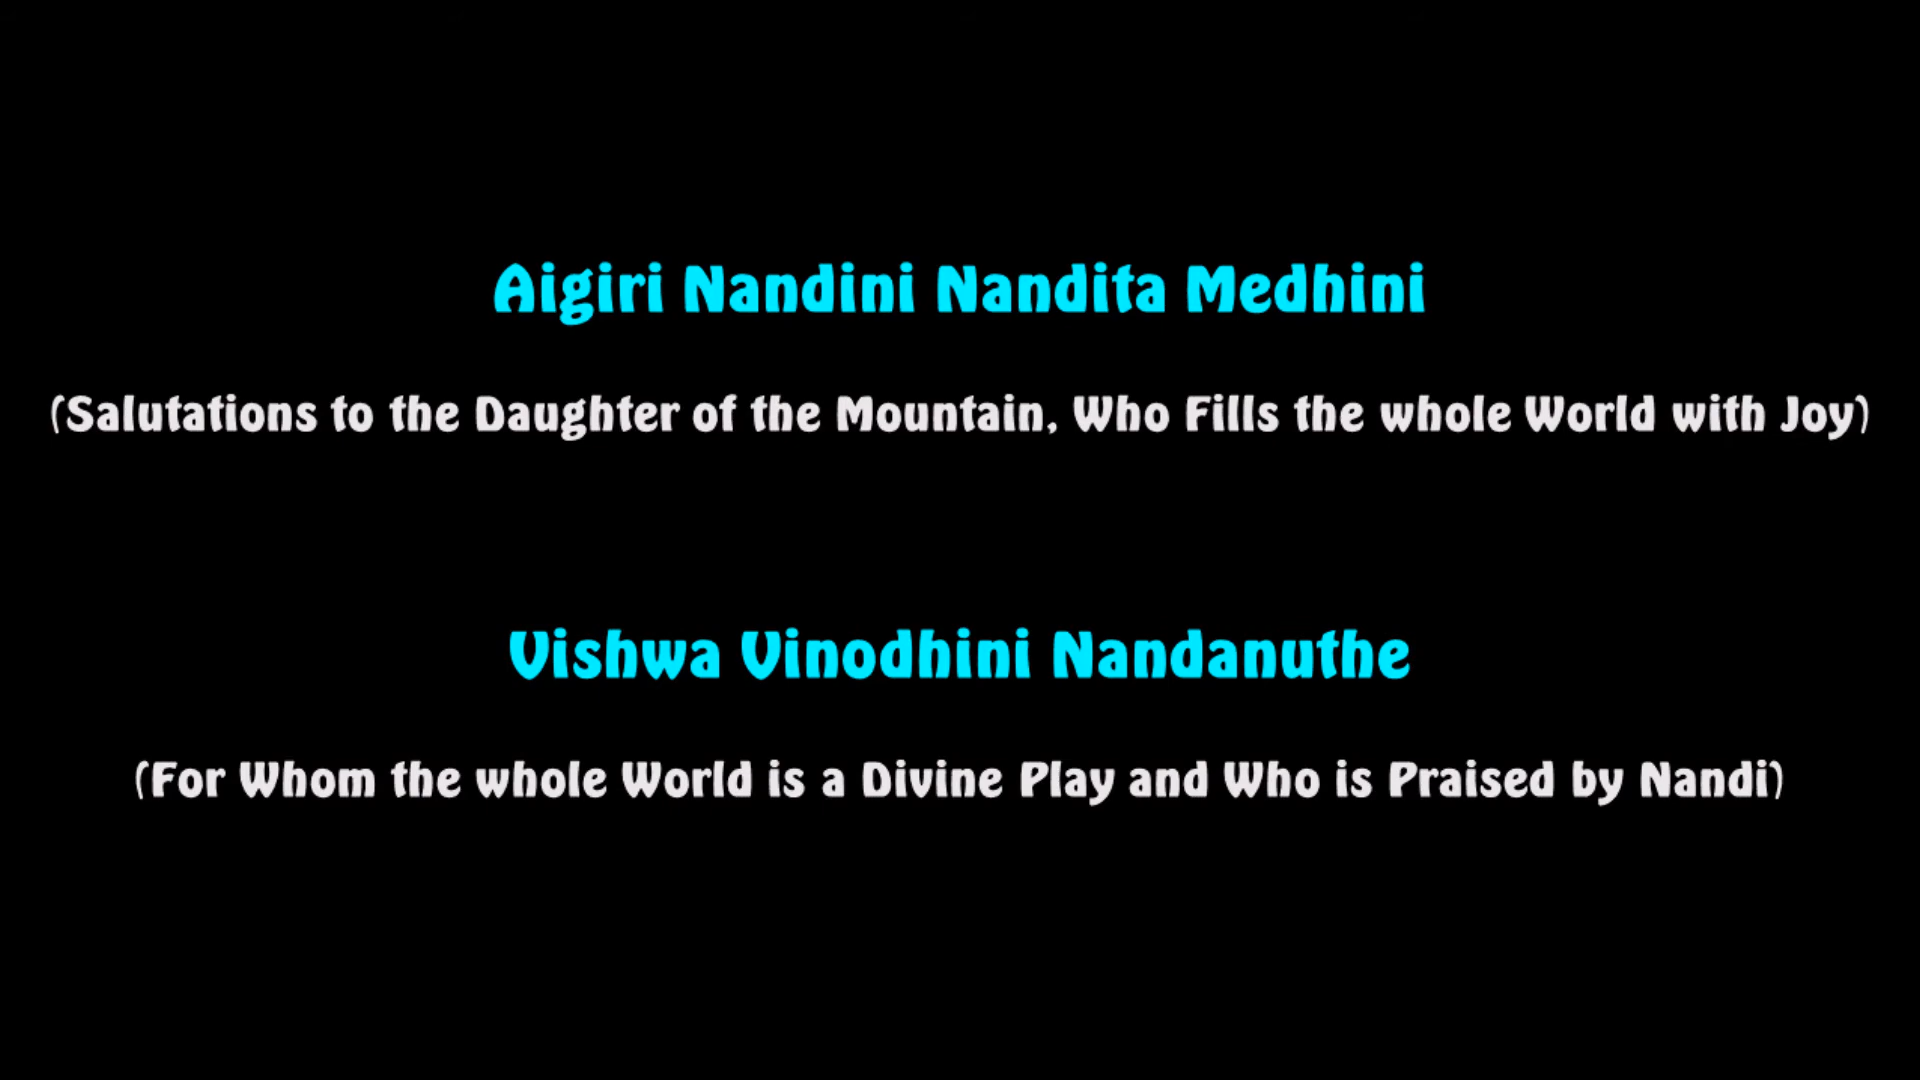 Aigiri Nandini Nandita Medhini
(Salutations to the Daughter of the Mountain, Who Fills the whole World with Joy)
Vishwa Vinodhini Nandanuthe
(For Whom the whole World is a Divine Play and Who is Praised by Nandi)